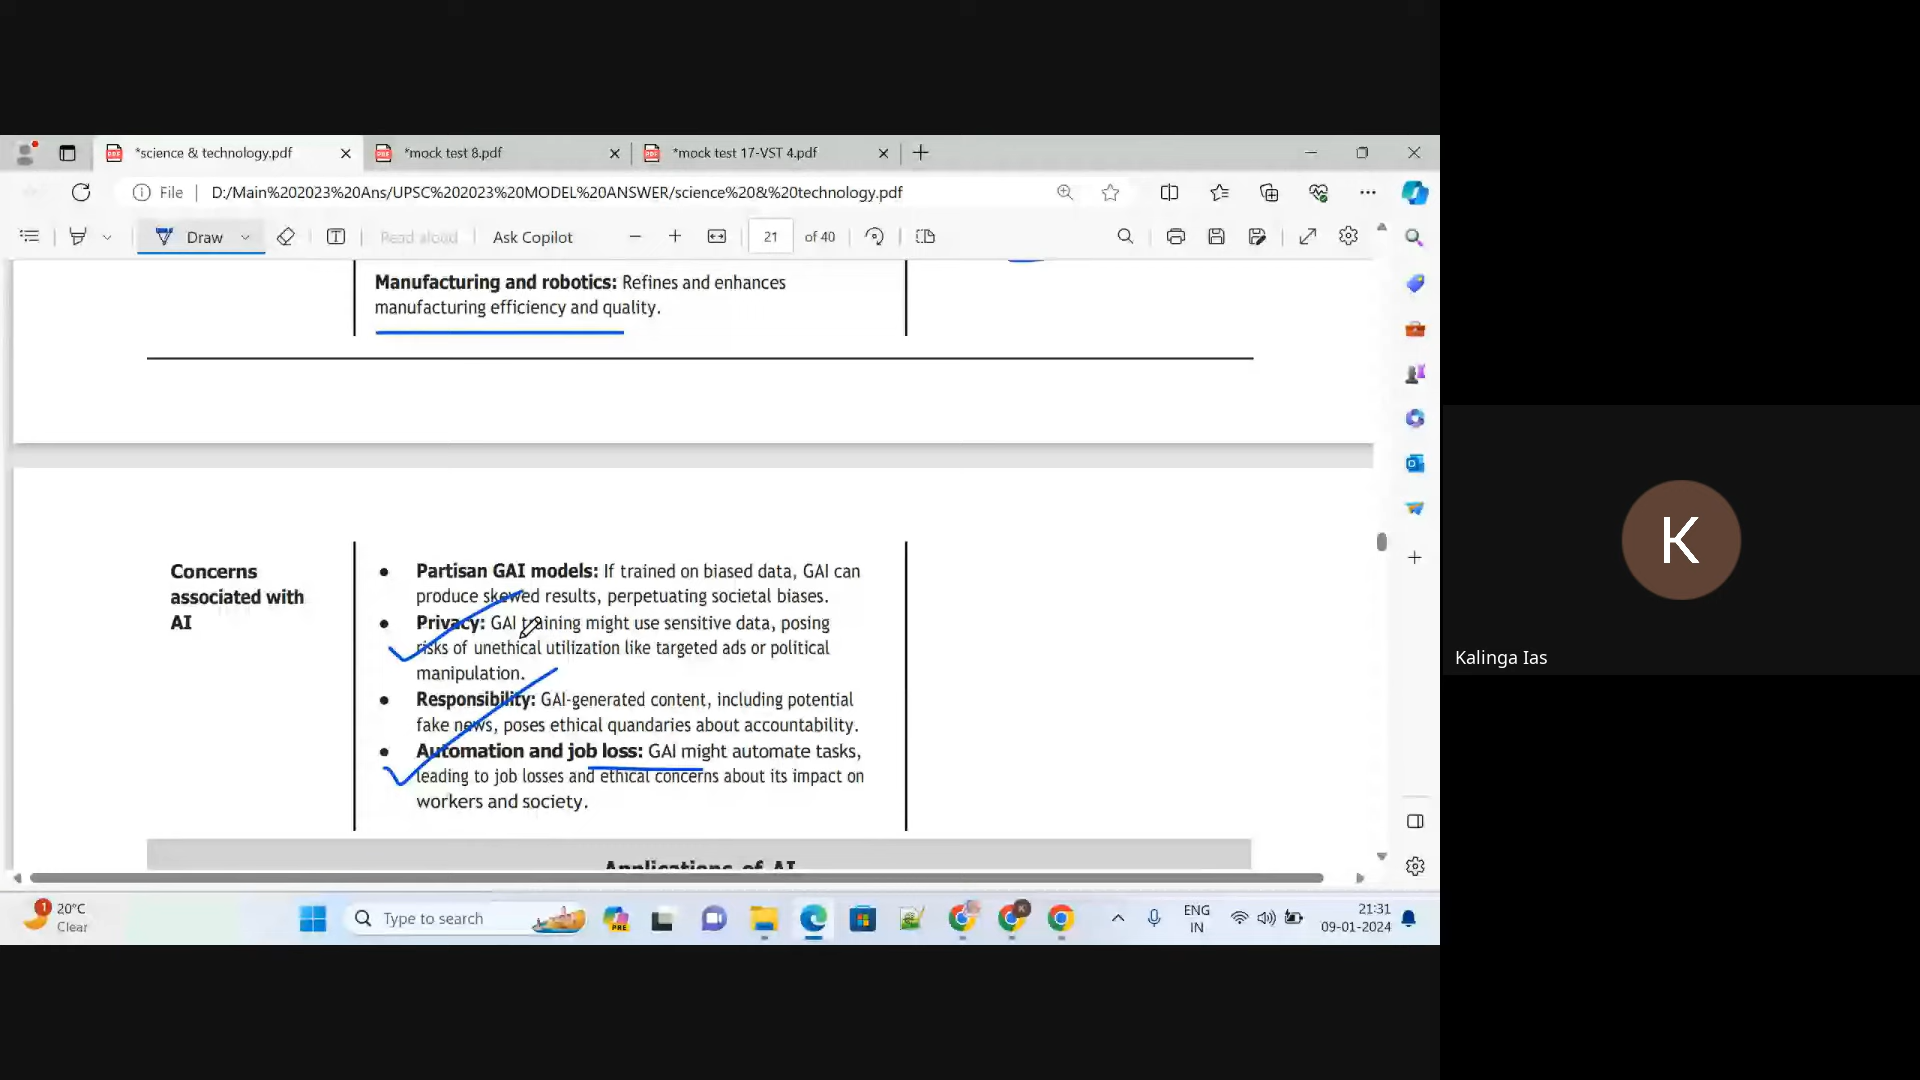 *science & technology.pdf
*mock test 8.pdf
*mock test 17-VST 4.pdf
File
D:/Main%202023%20Ans/UPSC%202023%20MODEL%20ANSWER/science%20&%20technology.pdf
Draw
Read aloud
Ask Copilot
21
of 40
Manufacturing and robotics: Refines and enhances
manufacturing efficiency and quality.
Concerns
associated with
AI
• Partisan GAI models: If trained on biased data, GAI can
produce skewed results, perpetuating societal biases.
• Privacy: GAI training might use sensitive data, posing
risks of unethical utilization like targeted ads or political
manipulation.
• Responsibility: GAI-generated content, including potential
fake news, poses ethical quandaries about accountability.
• Automation and job loss: GAI might automate tasks,
leading to job losses and ethical concerns about its impact on
workers and society.
Applications of AI
K
Kalinga Ias
1
20°C
Clear
Type to search
PRE
K
ENG
IN
21:31
09-01-2024